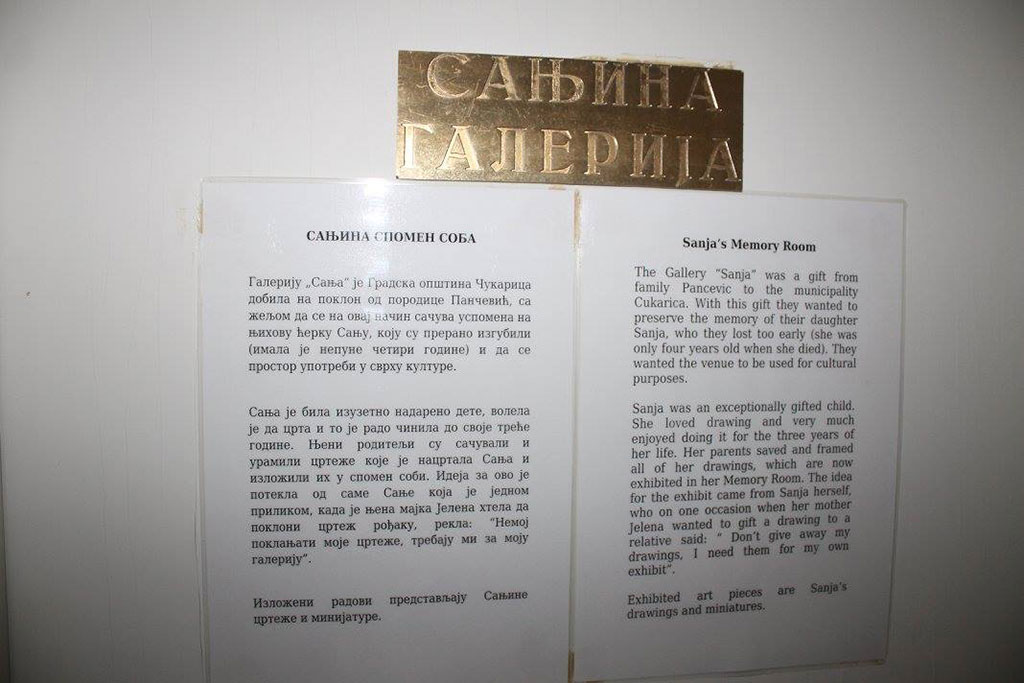 САЊИНА
ГАЛЕРИЈА
САЊИНА СПОМЕН СОБА
Галерију „Сања“ је Градска општина Чукарица
добила на поклон од породице Панчевић, са
жељом да се на овај начин сачува успомена на
њихову ћерку Сању, коју су прерано изгубили
(имала је непуне четири године) и да се
простор употреби у сврху културе.
Сања је била изузетно надарено дете, волела
је да црта и то је радо чинила до своје треће
године. Њени родитељи су сачували и
урамили цртеже које је нацртала Сања и
изложили их у спомен соби. Идеја за ово је
потекла од саме Сање која је једном
приликом, када је њена мајка Јелена хтела да
поклони цртеж рођаку, рекла: “Немој
поклањати моје цртеже, требају ми за моју
галерију”.
Изложени радови представљају Сањине
цртеже и минијатуре.
Sanja’s Memory Room
The Gallery “Sanja” was a gift from
family Pancevic to the municipality
Cukarica. With this gift they wanted to
preserve the memory of their daughter
Sanja, who they lost too early (she was
only four years old when she died). They
wanted the venue to be used for cultural
purposes.
Sanja was an exceptionally gifted child.
She loved drawing and very much
enjoyed doing it for the three years of
her life. Her parents saved and framed
all of her drawings, which are now
exhibited in her Memory Room. The idea
for the exhibit came from Sanja herself,
who on one occasion when her mother
Jelena wanted to gift a drawing to a
relative said: “ Don’t give away my
drawings, I need them for my own
exhibit”.
Exhibited art pieces are Sanja’s
drawings and miniatures.